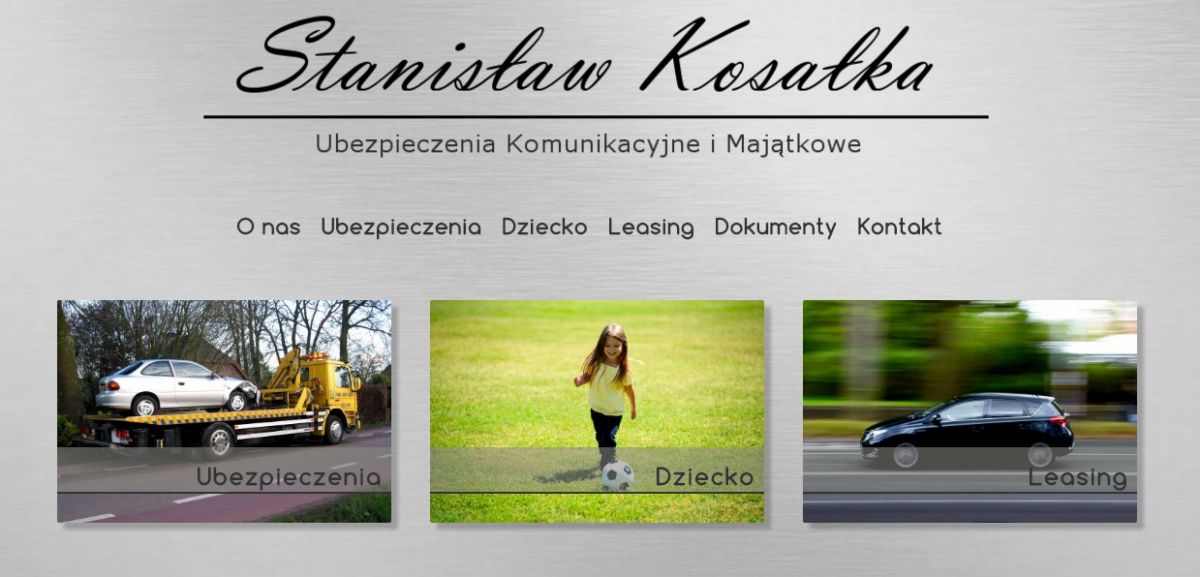 Stanisław Kosałka
Ubezpieczenia Komunikacyjne i Majątkowe
O nas Ubezpieczenia Dziecko Leasing Dokumenty Kontakt
Ubezpieczenia Dziecko Leasing